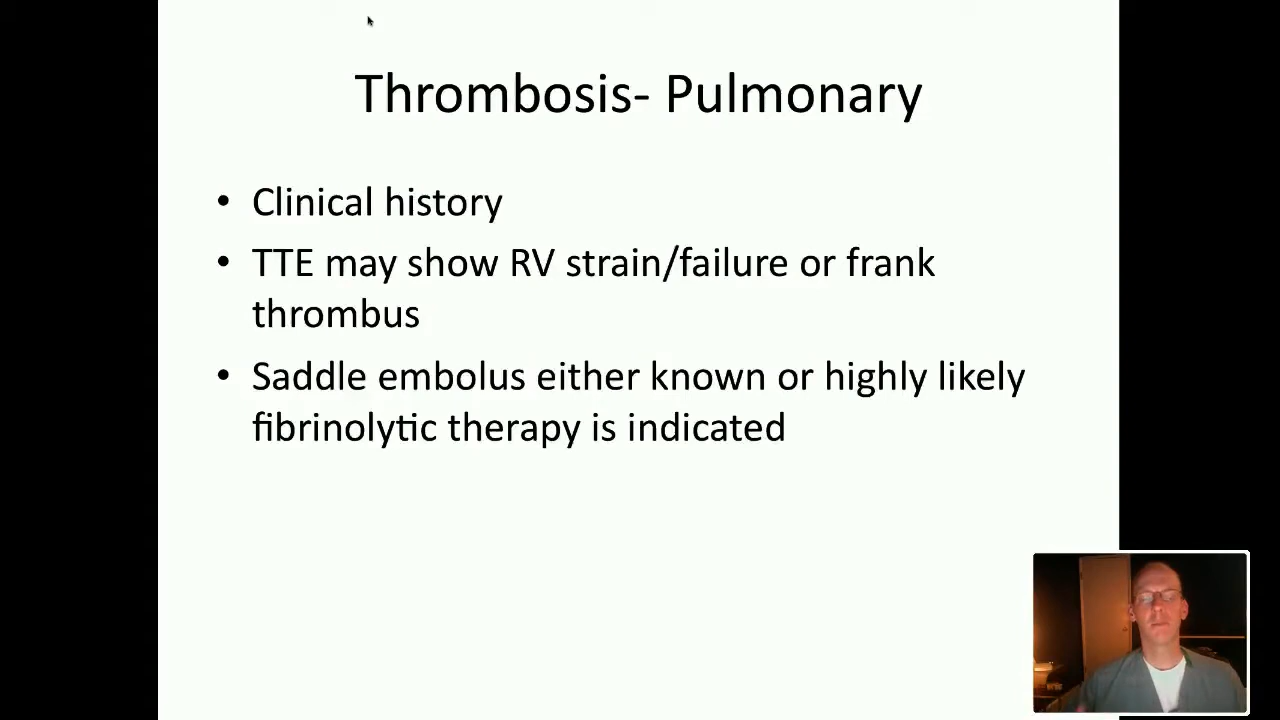 Thrombosis- Pulmonary
• Clinical history
• TTE may show RV strain/failure or frank
thrombus
• Saddle embolus either known or highly likely
fibrinolytic therapy is indicated